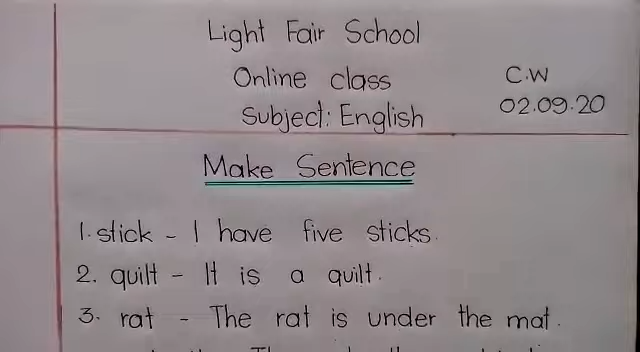 Light Fair School
Online class
C.W
Subject: English
02.09.20
Make Sentence
1. stick - I have five sticks.
2. quilt - It is a quilt.
3. rat - The rat is under the mat.